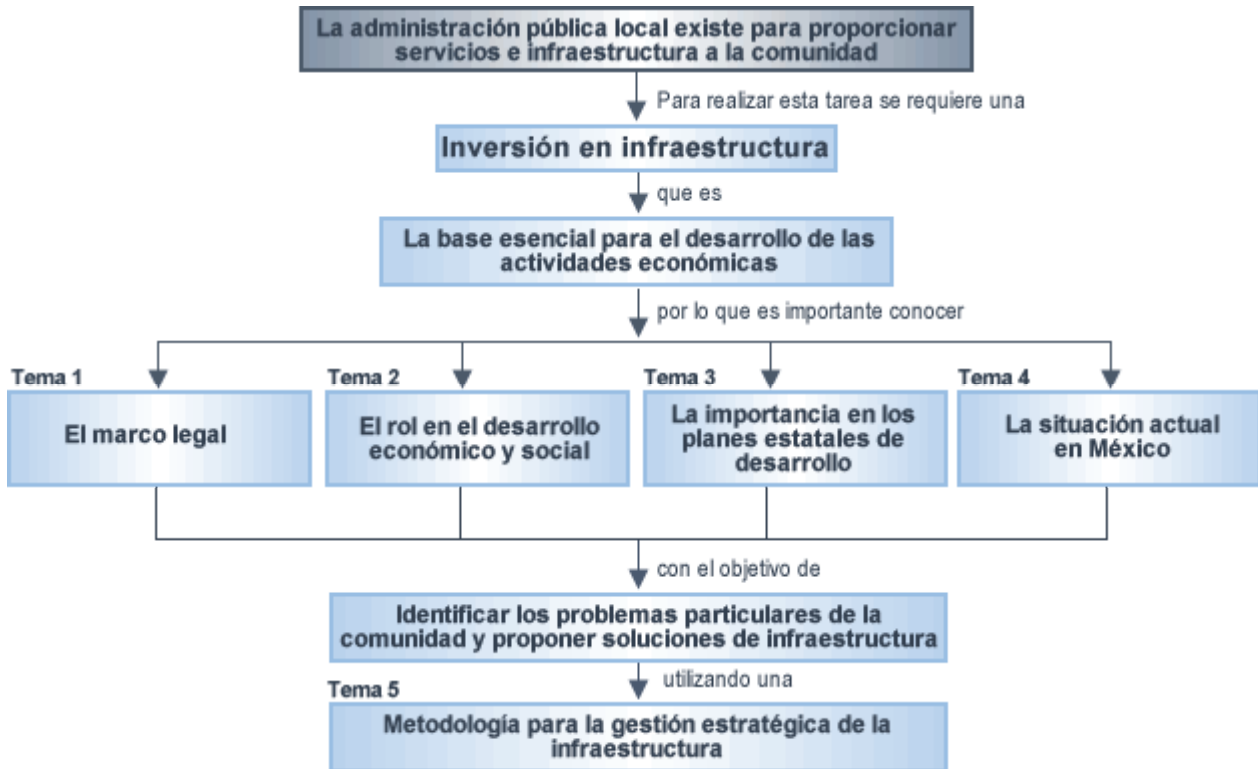 La administración pública local existe para proporcionar
servicios e infraestructura a la comunidad
Para realizar esta tarea se requiere una
Inversión en infraestructura
que es
La base esencial para el desarrollo de las
actividades económicas
por lo que es importante conocer
Tema 1
El marco legal
Tema 2
El rol en el desarrollo
económico y social
Tema 3
La importancia en los
planes estatales de
desarrollo
Tema 4
La situación actual
en México
con el objetivo de
Identificar los problemas particulares de la
comunidad y proponer soluciones de infraestructura
utilizando una
Tema 5
Metodología para la gestión estratégica de la
infraestructura